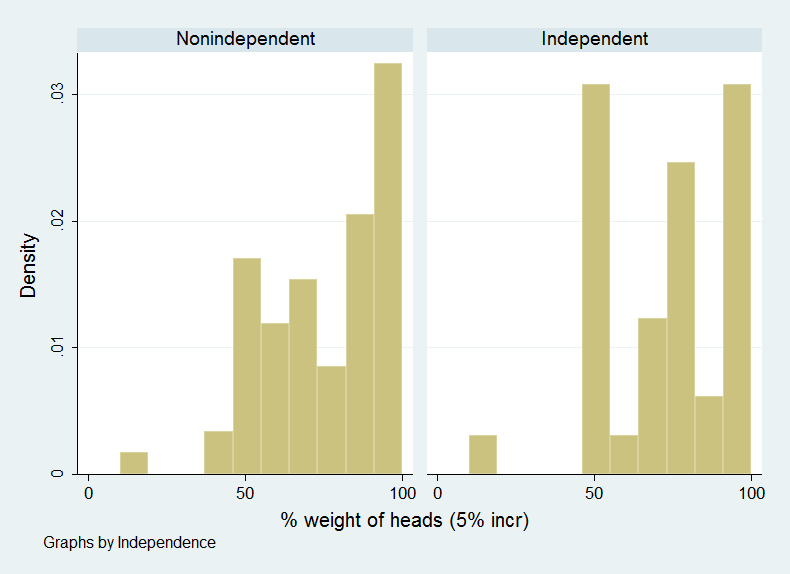 Nonindependent Independent
.03
.02
.01
0
Density
0 50 100 0 50 100
% weight of heads (5% incr)
Graphs by Independence